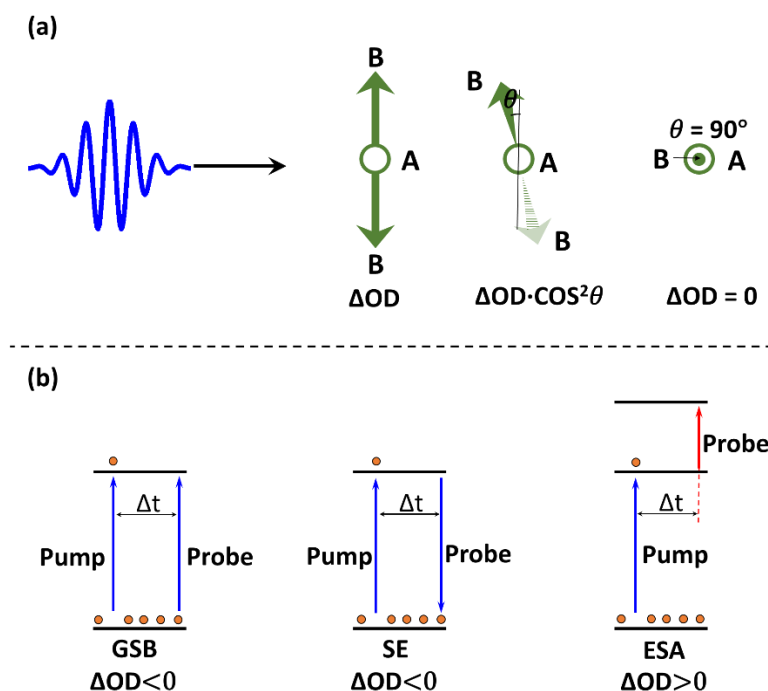 (a)
B
A
B
ΔOD
B
θ
A
B
ΔOD·COS²θ
θ = 90°
B
A
ΔOD = 0
(b)
Δt
Pump
Probe
GSB
ΔOD<0
Δt
Pump
Probe
SE
ΔOD<0
Probe
Δt
Pump
ESA
ΔOD>0